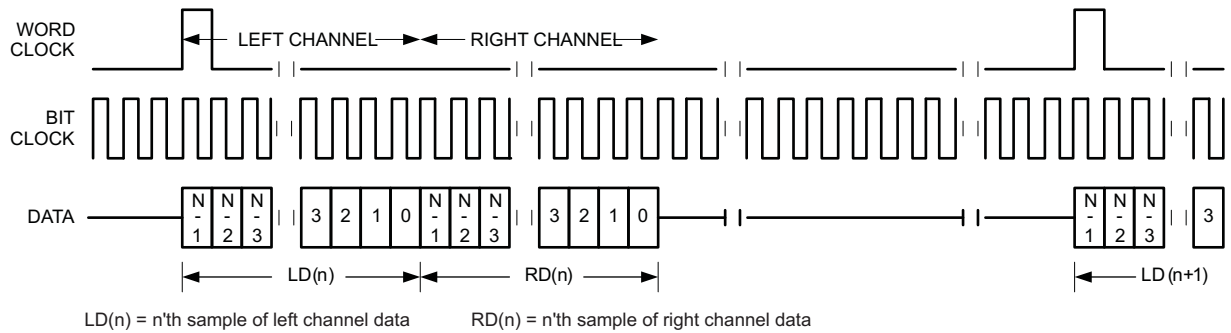 WORD
CLOCK
LEFT CHANNEL
RIGHT CHANNEL
BIT
CLOCK
DATA
N-1 N-2 N-3 3 2 1 0 N-1 N-2 N-3 3 2 1 0 N-1 N-2 N-3 3
LD(n) RD(n) LD(n+1)
LD(n) = n'th sample of left channel data RD(n) = n'th sample of right channel data